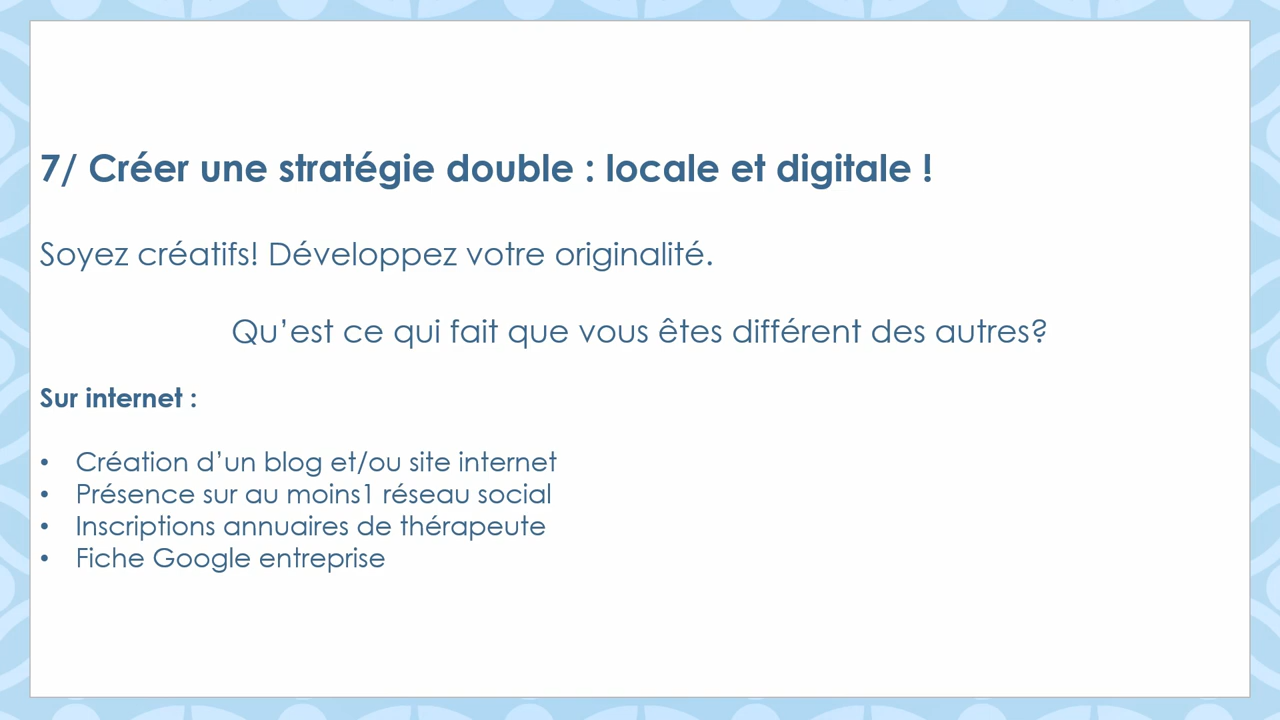 7/ Créer une stratégie double : locale et digitale !
Soyez créatifs! Développez votre originalité.
Qu’est ce qui fait que vous êtes différent des autres?
Sur internet :
• Création d’un blog et/ou site internet
• Présence sur au moins1 réseau social
• Inscriptions annuaires de thérapeute
• Fiche Google entreprise